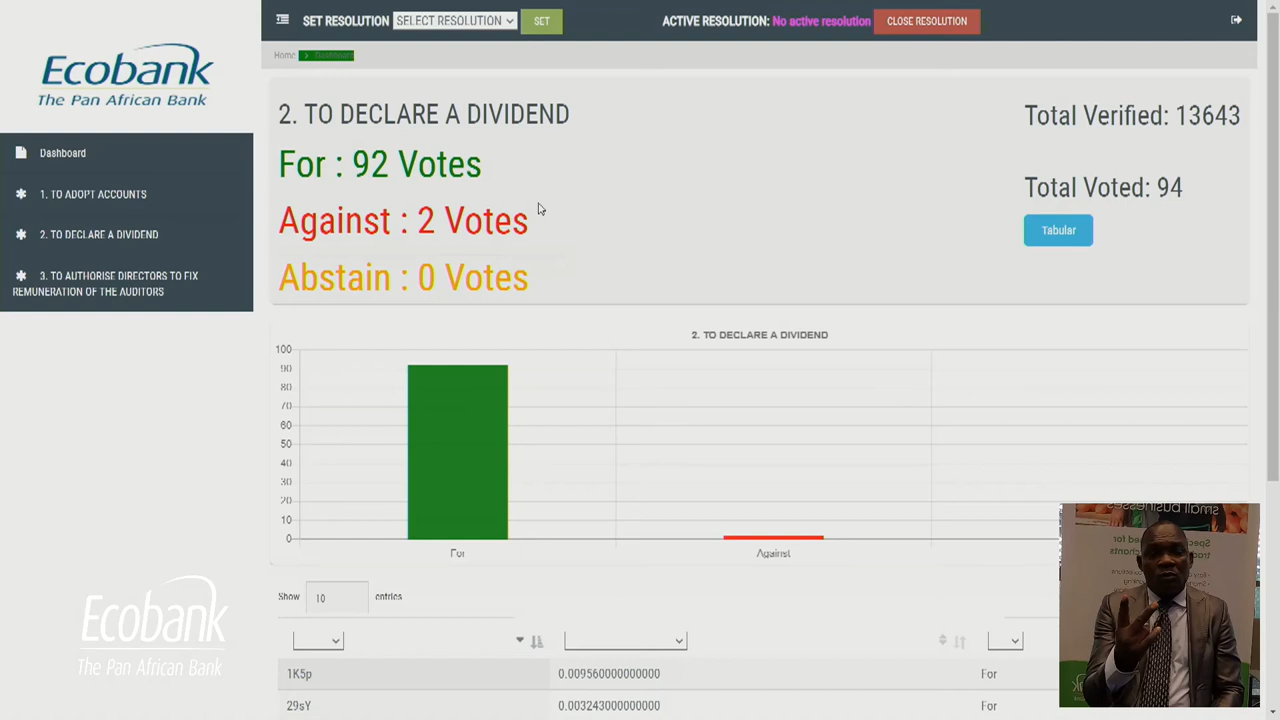 SET RESOLUTION SELECT RESOLUTION SET ACTIVE RESOLUTION: No active resolution CLOSE RESOLUTION
Ecobank
The Pan African Bank
Home > Dashboard
Dashboard
1. TO ADOPT ACCOUNTS
2. TO DECLARE A DIVIDEND
3. TO AUTHORISE DIRECTORS TO FIX
REMUNERATION OF THE AUDITORS
2. TO DECLARE A DIVIDEND
For : 92 Votes
Against : 2 Votes
Abstain : 0 Votes
Total Verified: 13643
Total Voted: 94
Tabular
2. TO DECLARE A DIVIDEND
100
90
80
70
60
50
40
30
20
10
0
For Against
Show 10 entries
1K5p 0.009560000000000 For
29sY 0.003243000000000 For
Ecobank
The Pan African Bank
small businesses